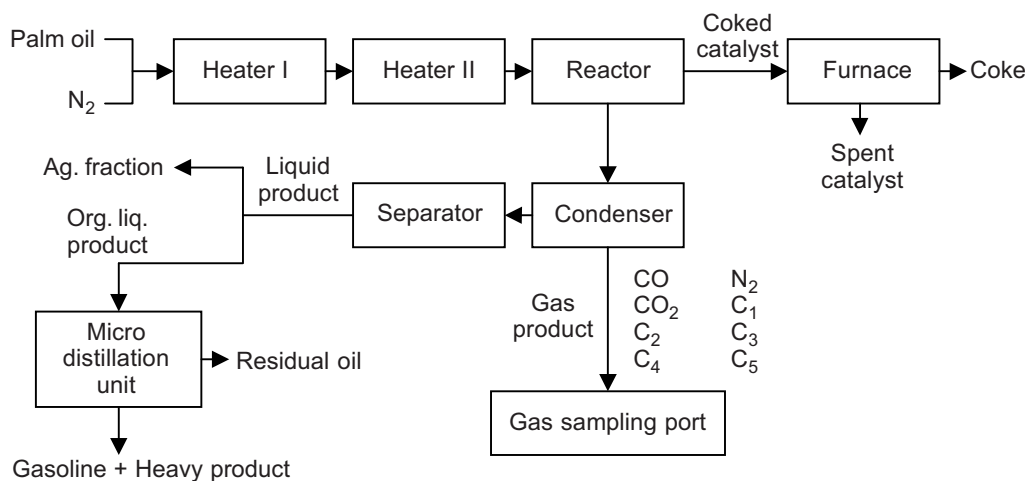 Palm oil
N₂
Heater I
Heater II
Reactor
Coked
catalyst
Furnace
Coke
Spent
catalyst
Ag. fraction
Liquid
product
Org. liq.
product
Separator
Condenser
Gas
product
CO N₂
CO₂ C₁
C₂ C₃
C₄ C₅
Micro
distillation
unit
Residual oil
Gas sampling port
Gasoline + Heavy product